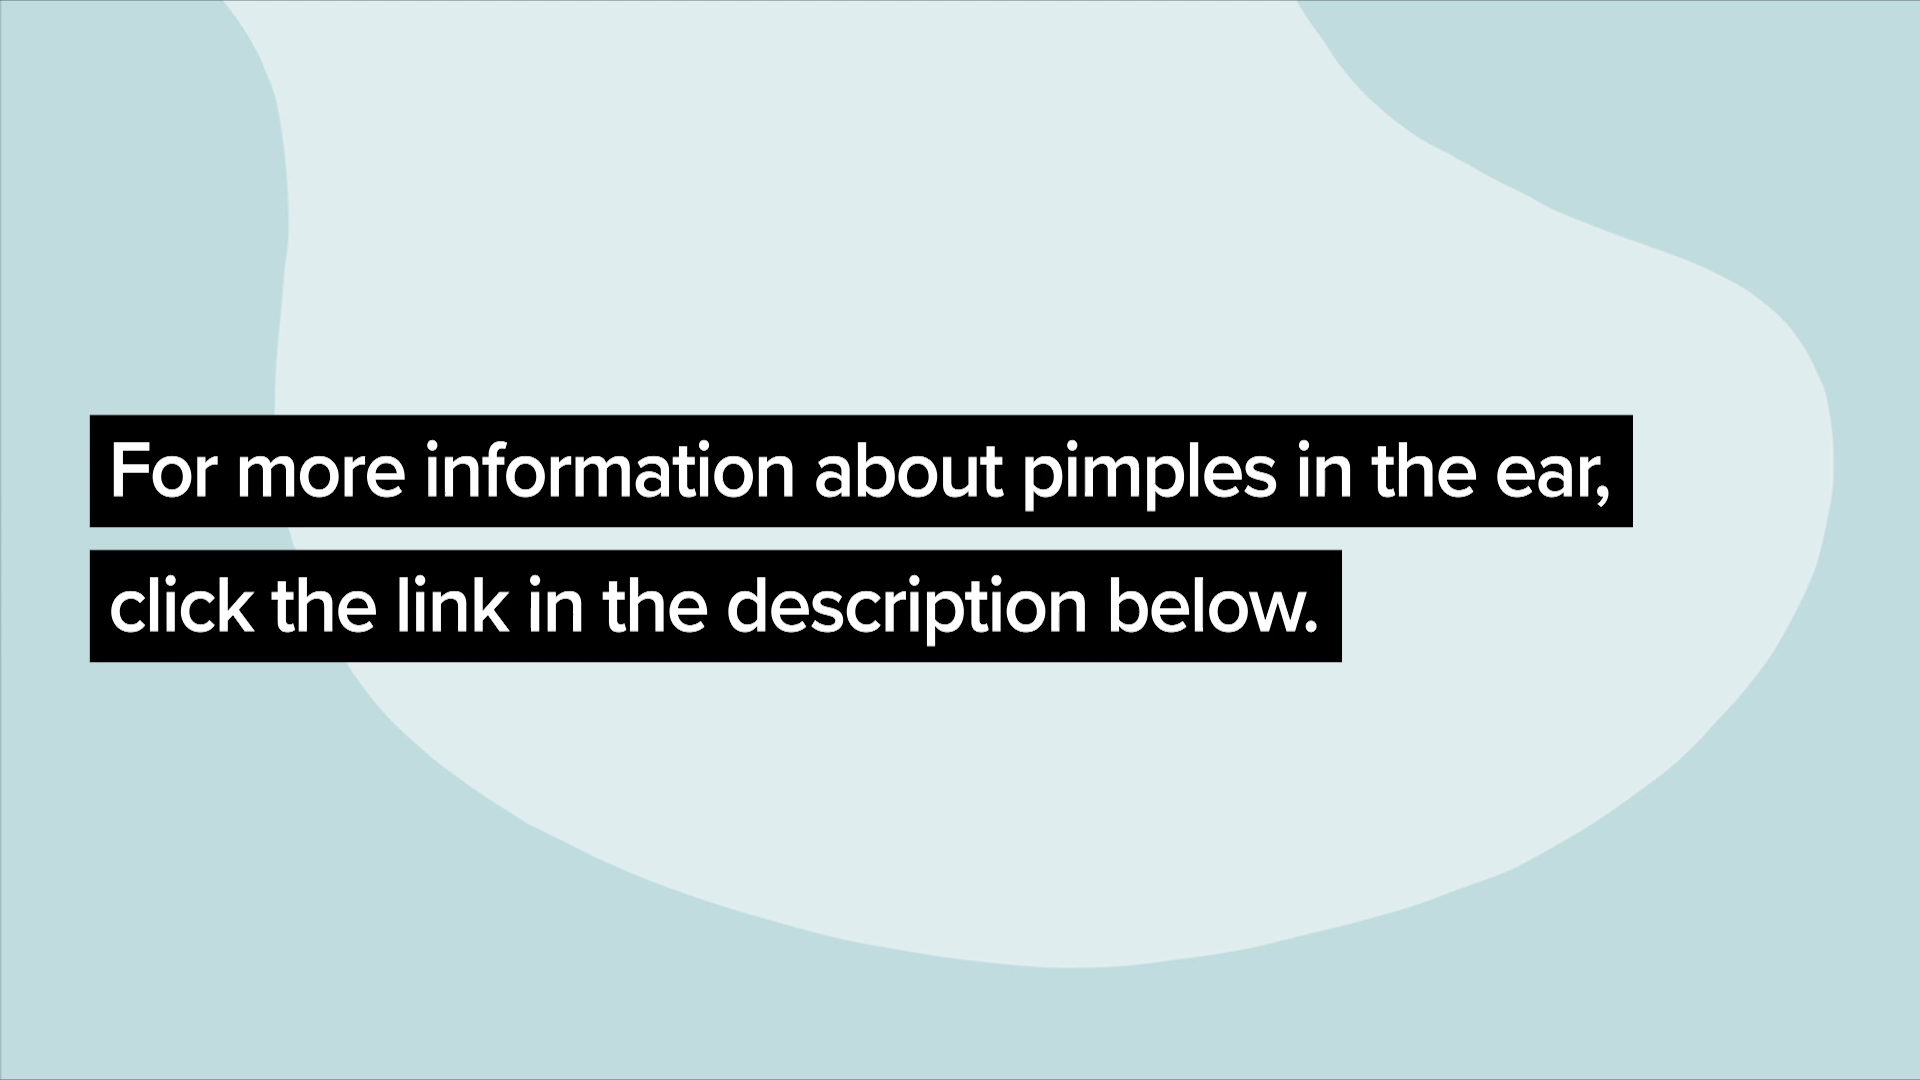 For more information about pimples in the ear,
click the link in the description below.